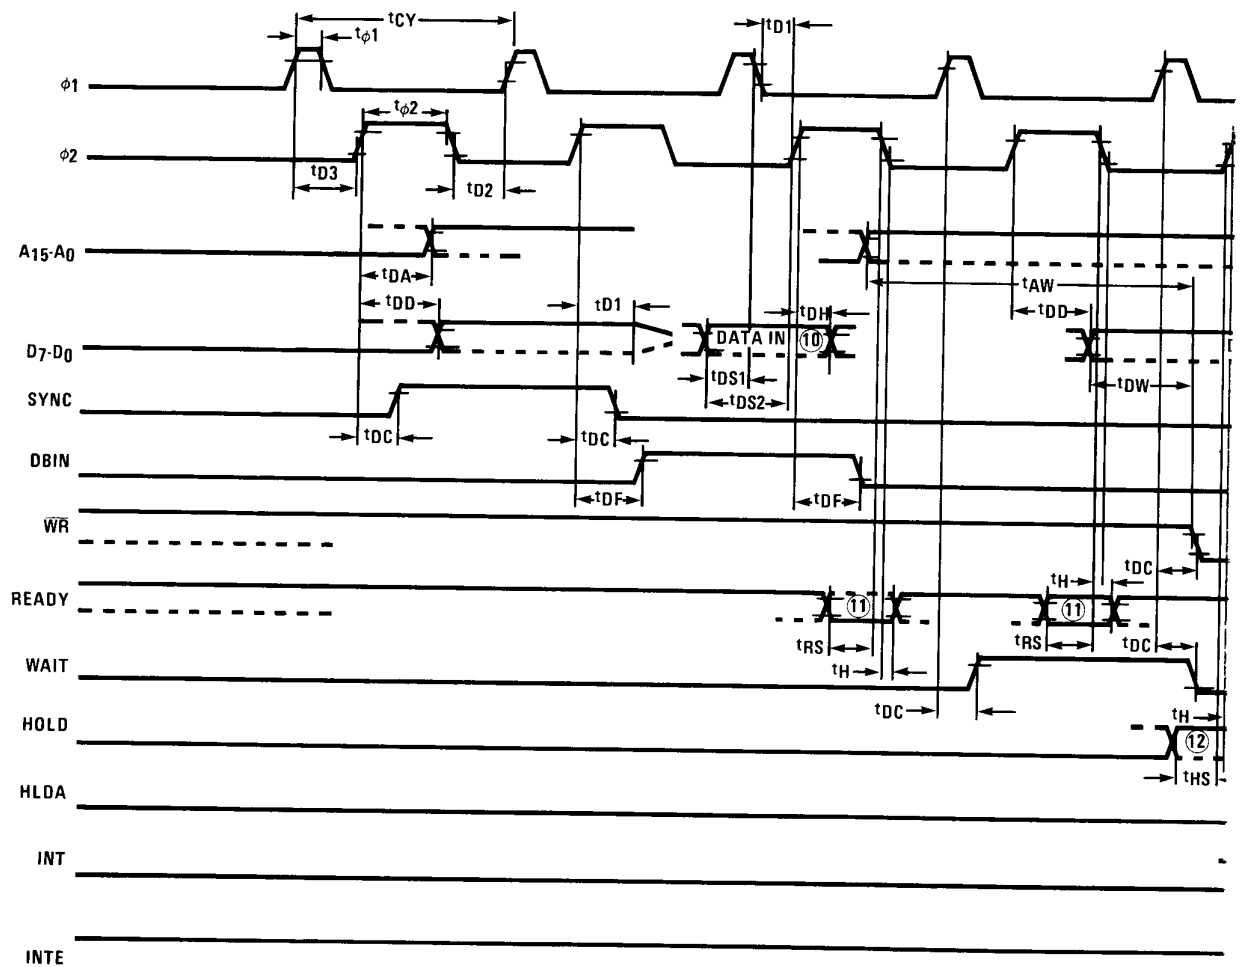 tCY
tϕ1
tD1
ϕ1
tϕ2
ϕ2
tD3
tD2
A15-A0
tDA
tAW
tDD
tD1
tDH
tDD
D7-D0
DATA IN
10
D
tDS1
tDS2
tDW
SYNC
tDC
tDC
DBIN
tDF
tDF
WR
tH
tDC
READY
11
11
tRS
tRS
tDC
WAIT
tH
tDC
tH
HOLD
12
tHS
HLDA
INT
INTE